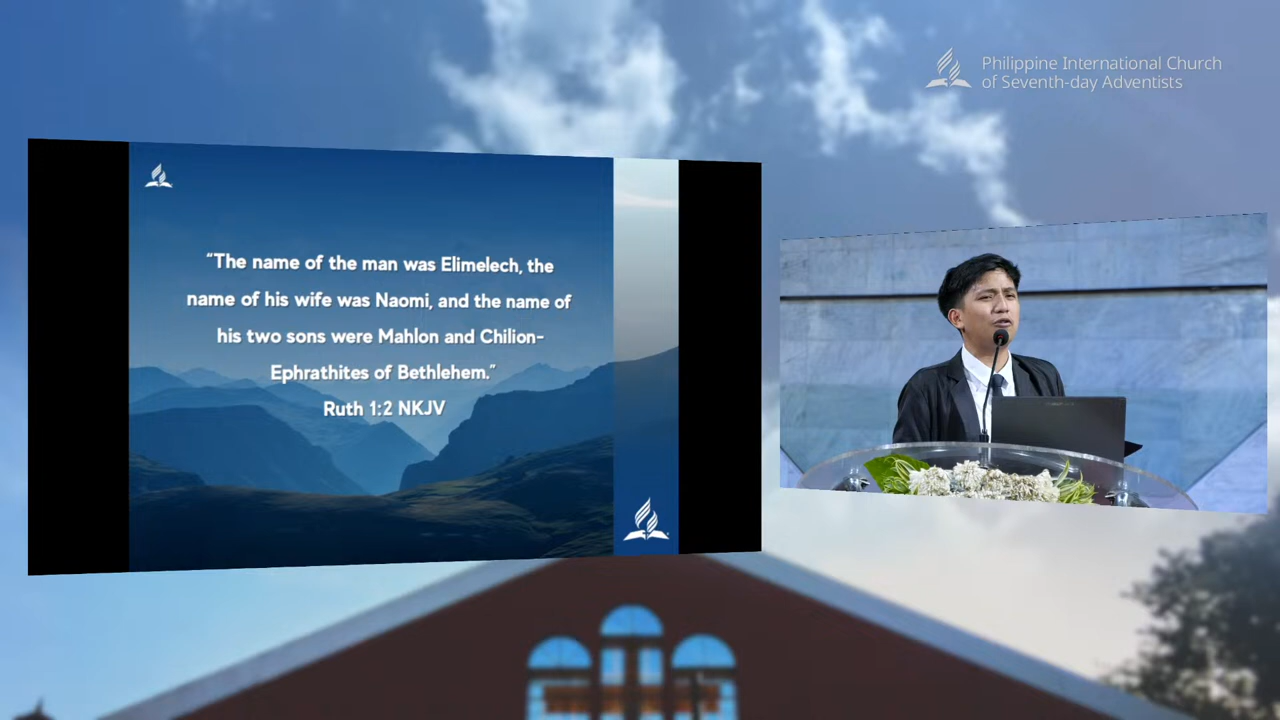 Philippine International Church
of Seventh-day Adventists
“The name of the man was Elimelech, the
name of his wife was Naomi, and the name of
his two sons were Mahlon and Chilion-
Ephrathites of Bethlehem.”
Ruth 1:2 NKJV